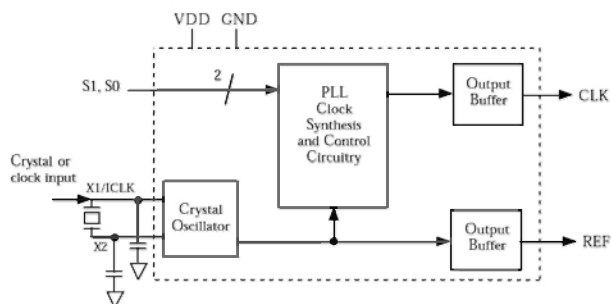 VDD GND
S1, S0
2
PLL
Clock
Synthesis
and Control
Circuitry
Output
Buffer
CLK
Crystal or
clock input
X1/ICLK
X2
Crystal
Oscillator
Output
Buffer
REF